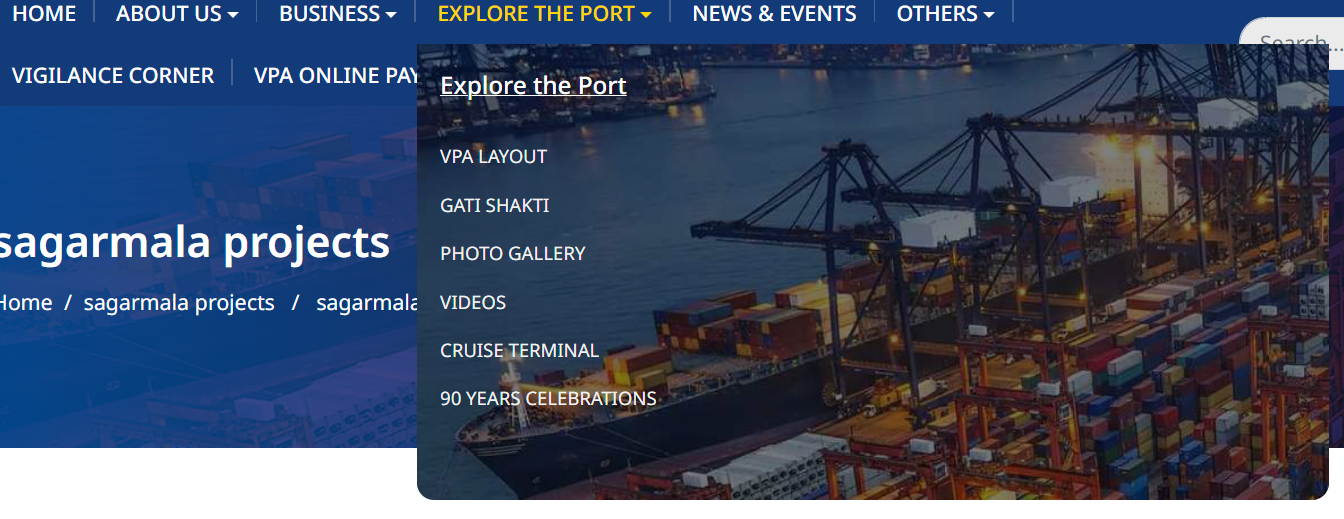 HOME ABOUT US BUSINESS EXPLORE THE PORT NEWS & EVENTS OTHERS
Search...
VIGILANCE CORNER VPA ONLINE PAY
Explore the Port
VPA LAYOUT
GATI SHAKTI
PHOTO GALLERY
VIDEOS
CRUISE TERMINAL
90 YEARS CELEBRATIONS
sagarmala projects
Home / sagarmala projects / sagarmala